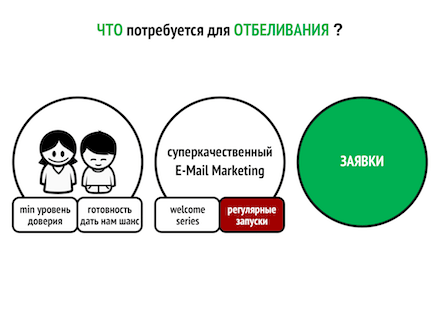 ЧТО потребуется для ОТБЕЛИВАНИЯ ?
суперкачественный
E-Mail Marketing
ЗАЯВКИ
min уровень
доверия
готовность
дать нам шанс
welcome
series
регулярные
запуски